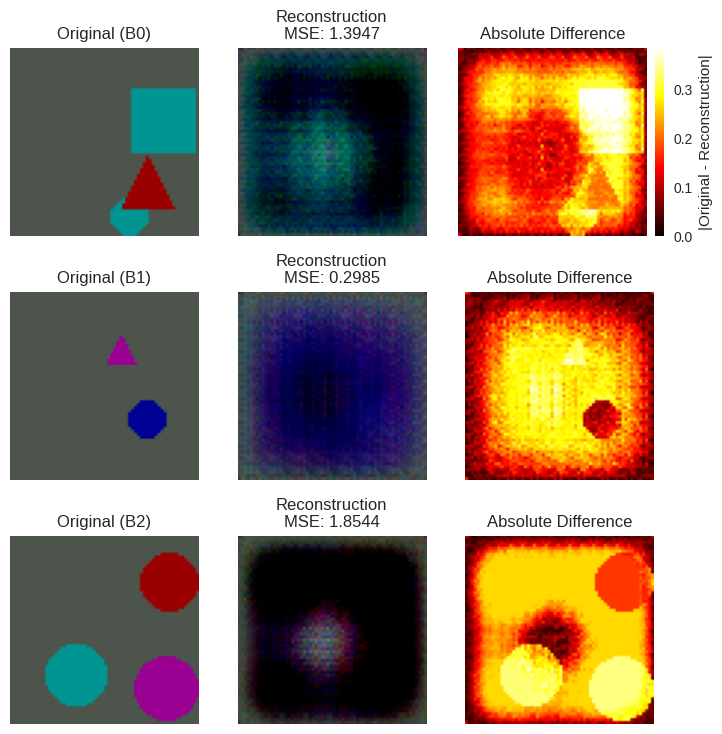 Original (B0)
Reconstruction
MSE: 1.3947
Absolute Difference
0.3
0.2
0.1
0.0
|Original - Reconstruction|
Original (B1)
Reconstruction
MSE: 0.2985
Absolute Difference
Original (B2)
Reconstruction
MSE: 1.8544
Absolute Difference